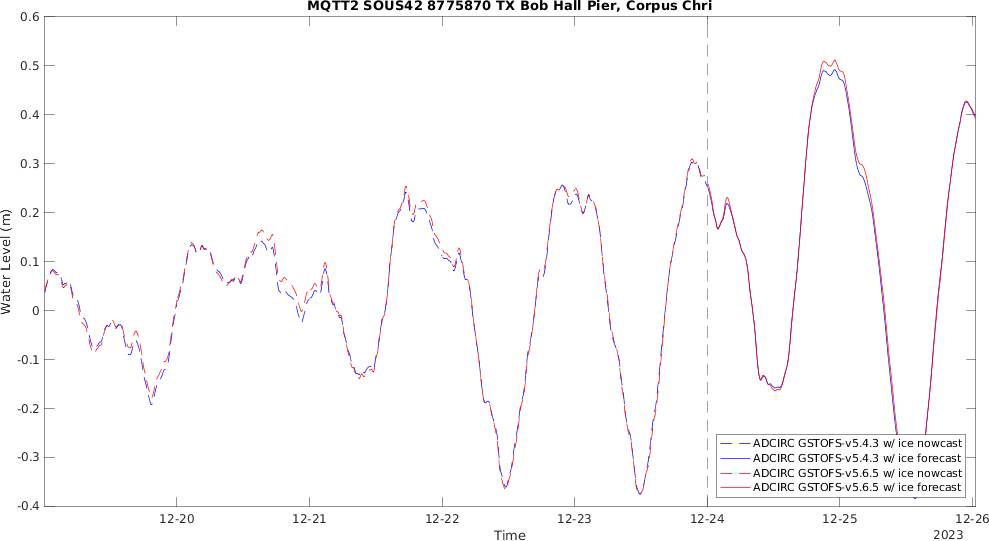 MQTT2 SOUS42 8775870 TX Bob Hall Pier, Corpus Chri
0.6
0.5
0.4
0.3
0.2
0.1
0
-0.1
-0.2
-0.3
-0.4
Water Level (m)
ADCIRC GSTOFS-v5.4.3 w/ ice nowcast
ADCIRC GSTOFS-v5.4.3 w/ ice forecast
ADCIRC GSTOFS-v5.6.5 w/ ice nowcast
ADCIRC GSTOFS-v5.6.5 w/ ice forecast
12-20 12-21 12-22 12-23 12-24 12-25 12-26
Time
2023